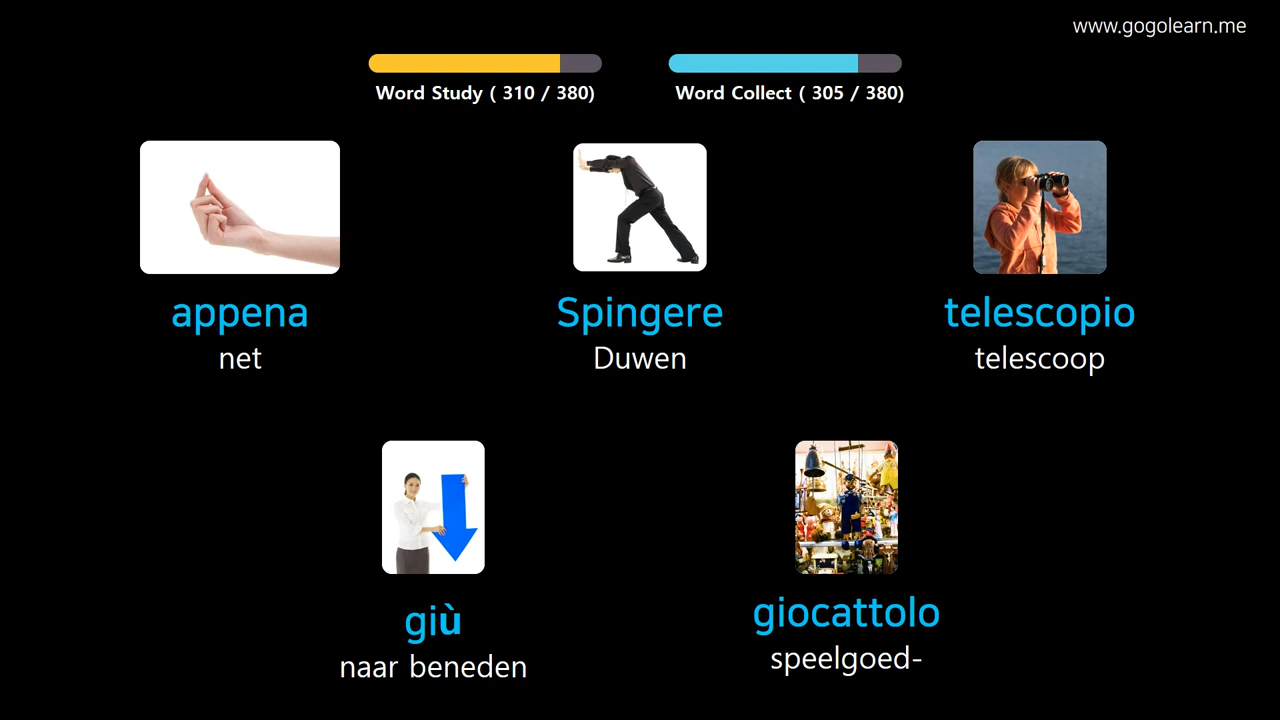 www.gogolearn.me
Word Study ( 310 / 380)
Word Collect ( 305 / 380)
appena
net
Spingere
Duwen
telescopio
telescoop
giù
naar beneden
giocattolo
speelgoed-